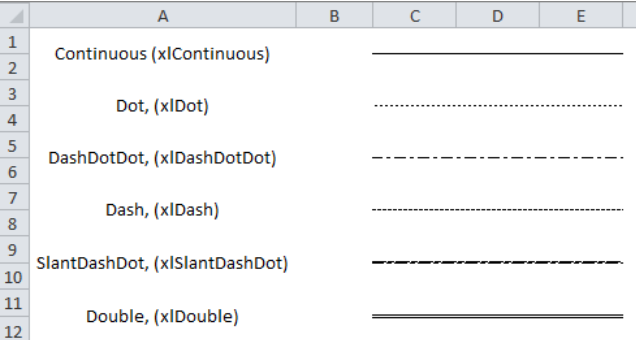 A B C D E
1
Continuous (xlContinuous)
2
3
Dot, (xlDot)
4
5
DashDotDot, (xlDashDotDot)
6
7
Dash, (xlDash)
8
9
SlantDashDot, (xlSlantDashDot)
10
11
Double, (xlDouble)
12